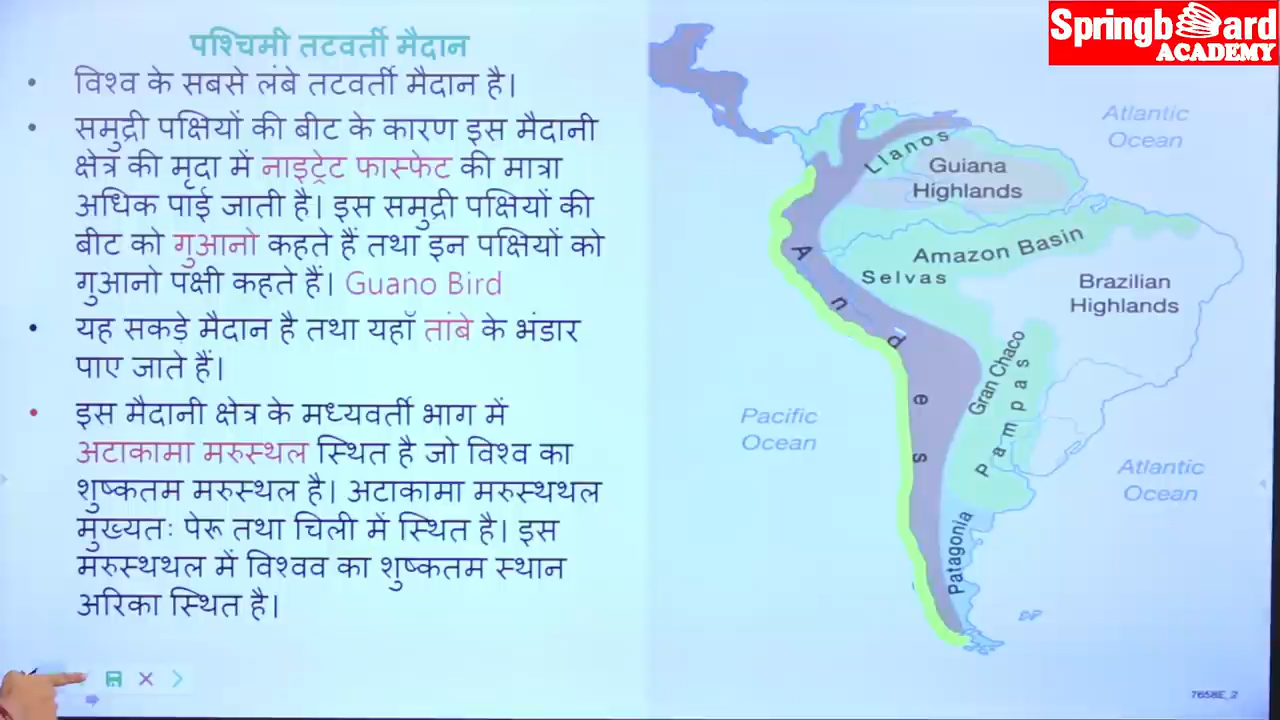 Springboard
ACADEMY
पश्चिमी तटवर्ती मैदान
• विश्व के सबसे लंबे तटवर्ती मैदान है।
• समुद्री पक्षियों की बीट के कारण इस मैदानी
क्षेत्र की मृदा में नाइट्रेट फास्फेट की मात्रा
अधिक पाई जाती है। इस समुद्री पक्षियों की
बीट को गुआनो कहते हैं तथा इन पक्षियों को
गुआनो पक्षी कहते हैं। Guano Bird
• यह सकड़े मैदान है तथा यहाॅ तांबे के भंडार
पाए जाते हैं।
• इस मैदानी क्षेत्र के मध्यवर्ती भाग में
अटाकामा मरुस्थल स्थित है जो विश्व का
शुष्कतम मरुस्थल है। अटाकामा मरुस्थथल
मुख्यतः पेरू तथा चिली में स्थित है। इस
मरुस्थथल में विश्वव का शुष्कतम स्थान
अरिका स्थित है।
Atlantic
Ocean
Llanos
Guiana
Highlands
Amazon Basin
Selvas
Brazilian
Highlands
Andes
Gran Chaco
Pampas
Pacific
Ocean
Atlantic
Ocean
Patagonia
7658E_2